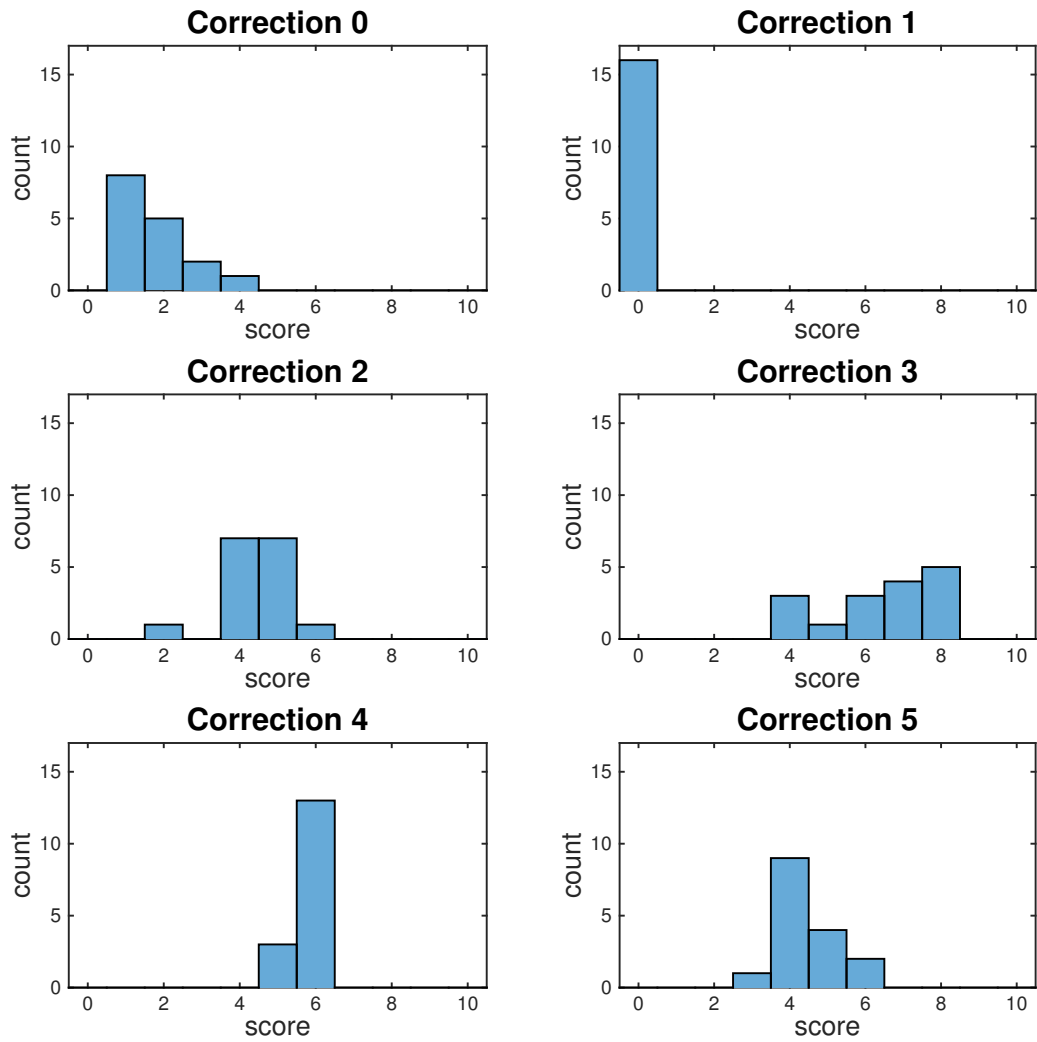 Correction 0
15
10
5
0
count
0 2 4 6 8 10
score
Correction 1
15
10
5
0
count
0 2 4 6 8 10
score
Correction 2
15
10
5
0
count
0 2 4 6 8 10
score
Correction 3
15
10
5
0
count
0 2 4 6 8 10
score
Correction 4
15
10
5
0
count
0 2 4 6 8 10
score
Correction 5
15
10
5
0
count
0 2 4 6 8 10
score